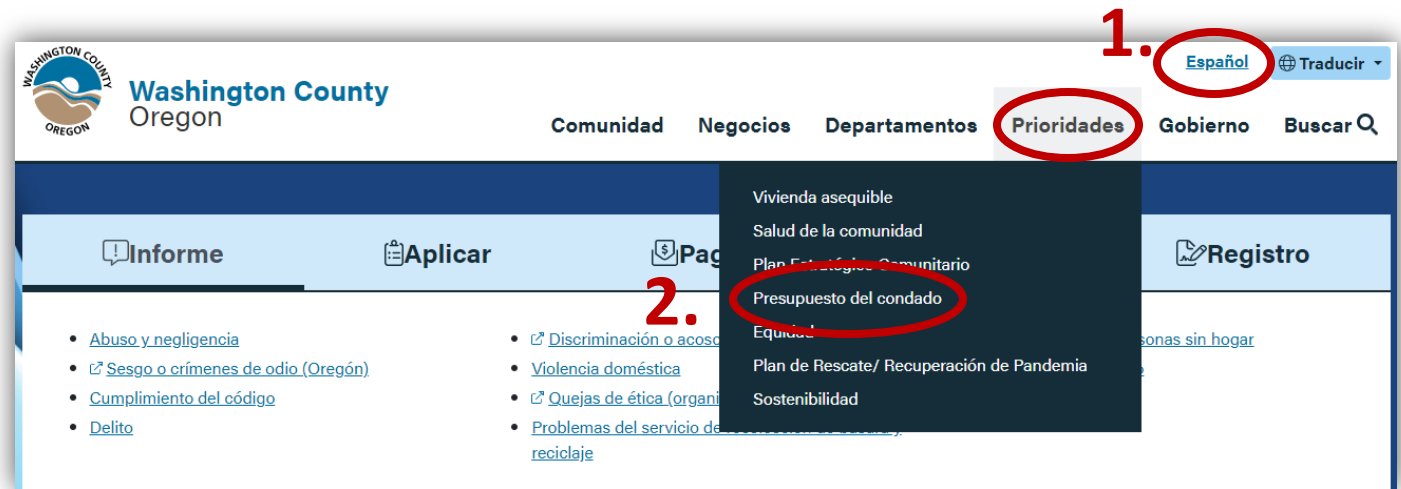 1.
Español
Traducir
WASHINGTON COUNTY
OREGON
Washington County
Oregon
Comunidad Negocios Departamentos Prioridades Gobierno Buscar
Vivienda asequible
Salud de la comunidad
Plan Estratégico Comunitario
Presupuesto del condado
Equidad
Plan de Rescate/ Recuperación de Pandemia
Sostenibilidad
2.
Informe Aplicar Pag Registro
Abuso y negligencia
Sesgo o crímenes de odio (Oregón)
Cumplimiento del código
Delito
Discriminación o acoso
Violencia doméstica
Quejas de ética (organi
Problemas del servicio de
reciclaje
sonas sin hogar